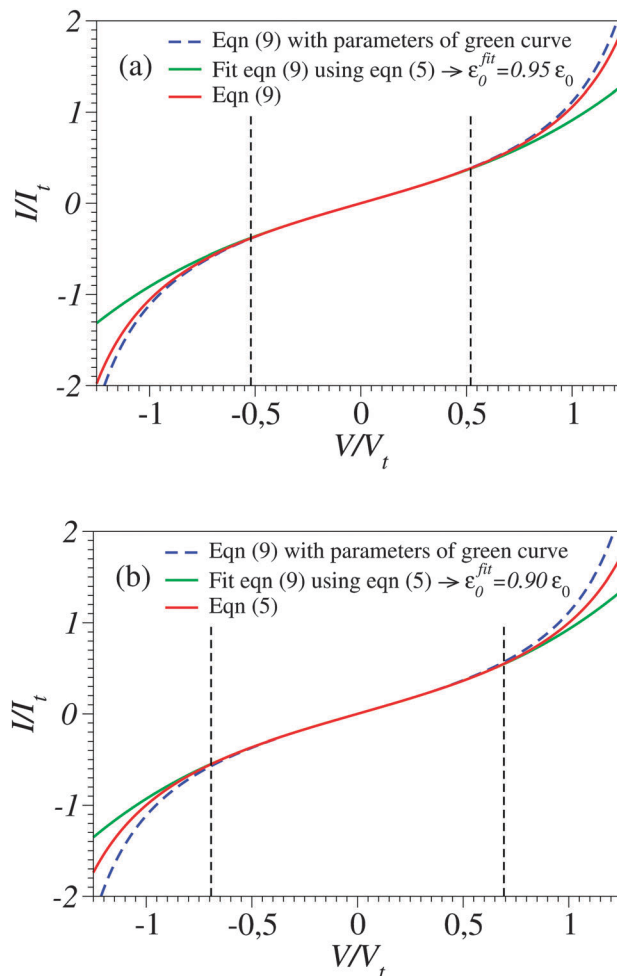 (a)
Eqn (9) with parameters of green curve
Fit eqn (9) using eqn (5) → ε₀ᶠⁱᵗ=0.95 ε₀
Eqn (9)
I/Iₜ
2
1
0
-1
-2
-1 -0,5 0 0,5 1
V/Vₜ
(b)
Eqn (9) with parameters of green curve
Fit eqn (9) using eqn (5) → ε₀ᶠⁱᵗ=0.90 ε₀
Eqn (5)
I/Iₜ
2
1
0
-1
-2
-1 -0,5 0 0,5 1
V/Vₜ